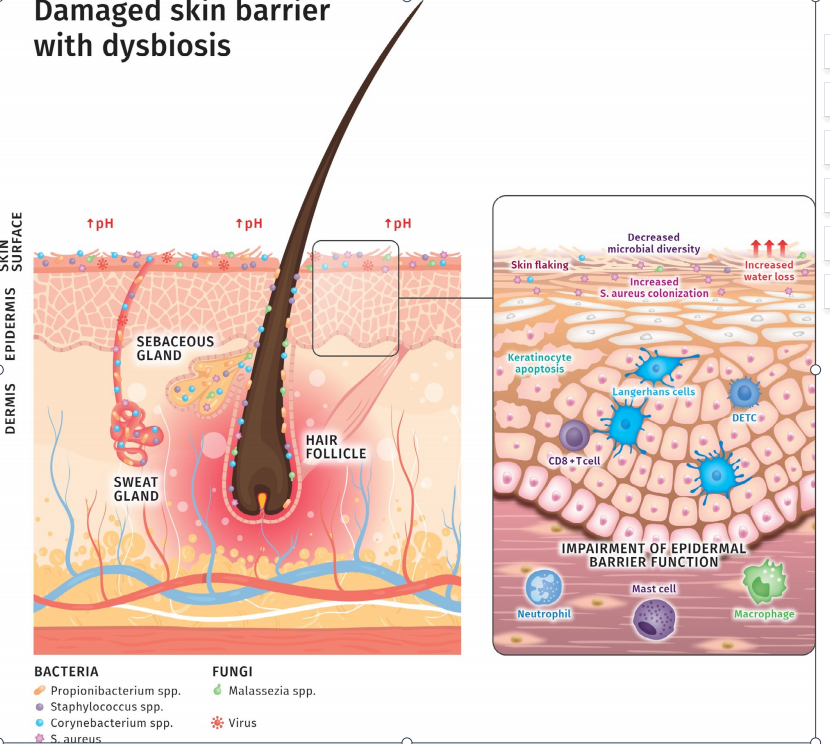 Damaged skin barrier
with dysbiosis
↑pH
↑pH
↑pH
SKIN
SURFACE
EPIDERMIS
DERMIS
SEBACEOUS
GLAND
HAIR
FOLLICLE
SWEAT
GLAND
Decreased
microbial diversity
Skin flaking
Increased
water loss
Increased
S. aureus colonization
Keratinocyte
apoptosis
Langerhans cells
DETC
CD8+Tcell
IMPAIRMENT OF EPIDERMAL
BARRIER FUNCTION
Neutrophil
Mast cell
Macrophage
BACTERIA
Propionibacterium spp.
Staphylococcus spp.
Corynebacterium spp.
S. aureus
FUNGI
Malassezia spp.
Virus